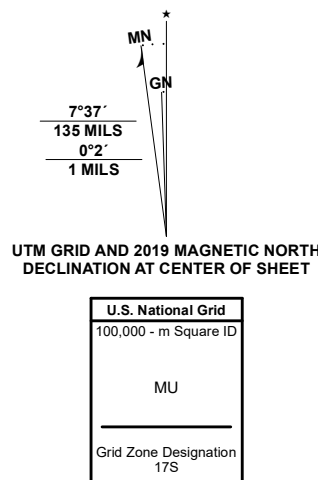 ★
MN
GN
7°37´
135 MILS
0°2´
1 MILS
UTM GRID AND 2019 MAGNETIC NORTH
DECLINATION AT CENTER OF SHEET
U.S. National Grid
100,000 - m Square ID
MU
Grid Zone Designation
17S